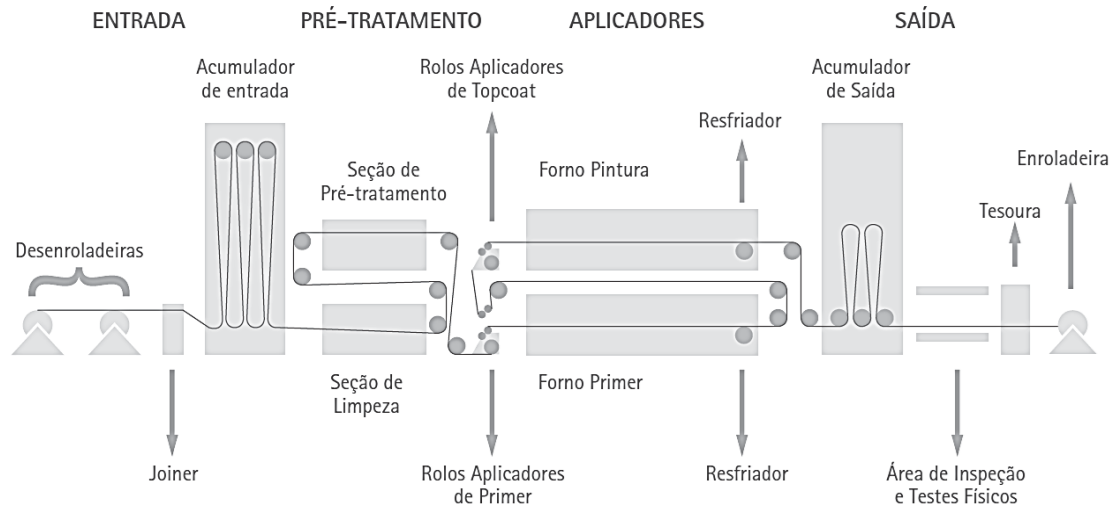 ENTRADA
PRÉ-TRATAMENTO
APLICADORES
SAÍDA
Acumulador
de entrada
Rolos Aplicadores
de Topcoat
Acumulador
de Saída
Resfriador
Enroladeira
Seção de
Pré-tratamento
Forno Pintura
Tesoura
Desenroladeiras
Seção de
Limpeza
Forno Primer
Joiner
Rolos Aplicadores
de Primer
Resfriador
Área de Inspeção
e Testes Físicos